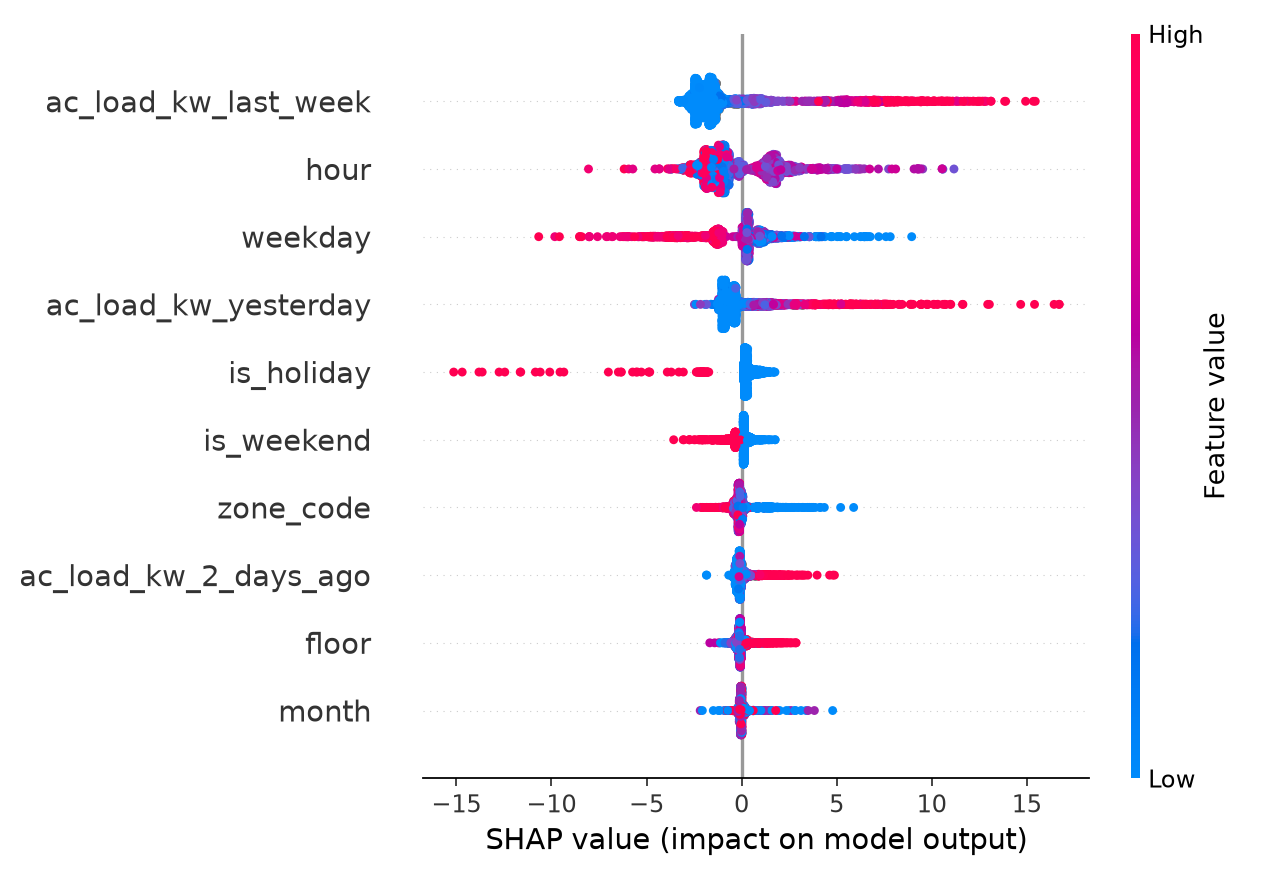 High
ac_load_kw_last_week
hour
weekday
ac_load_kw_yesterday
is_holiday
is_weekend
zone_code
ac_load_kw_2_days_ago
floor
month
Feature value
Low
−15 −10 −5 0 5 10 15
SHAP value (impact on model output)